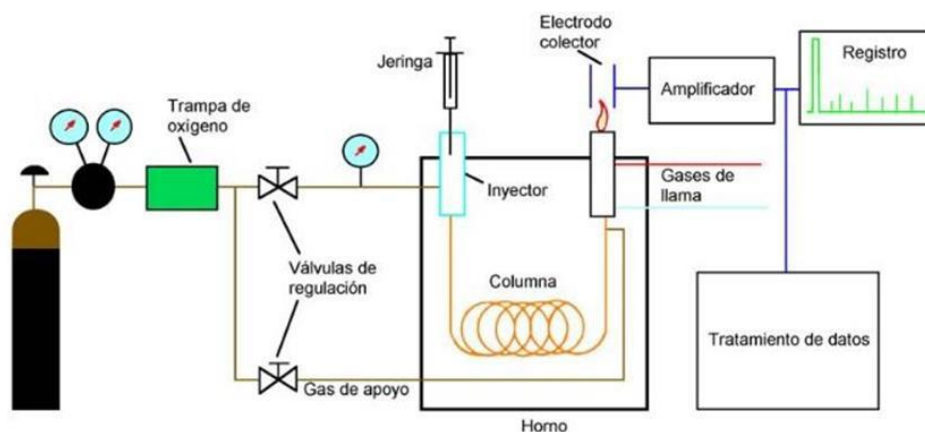 Electrodo
colector
Jeringa
Registro
Amplificador
Trampa de
oxígeno
Inyector
Gases de
llama
Válvulas de
regulación
Columna
Tratamiento de datos
Gas de apoyo
Horno